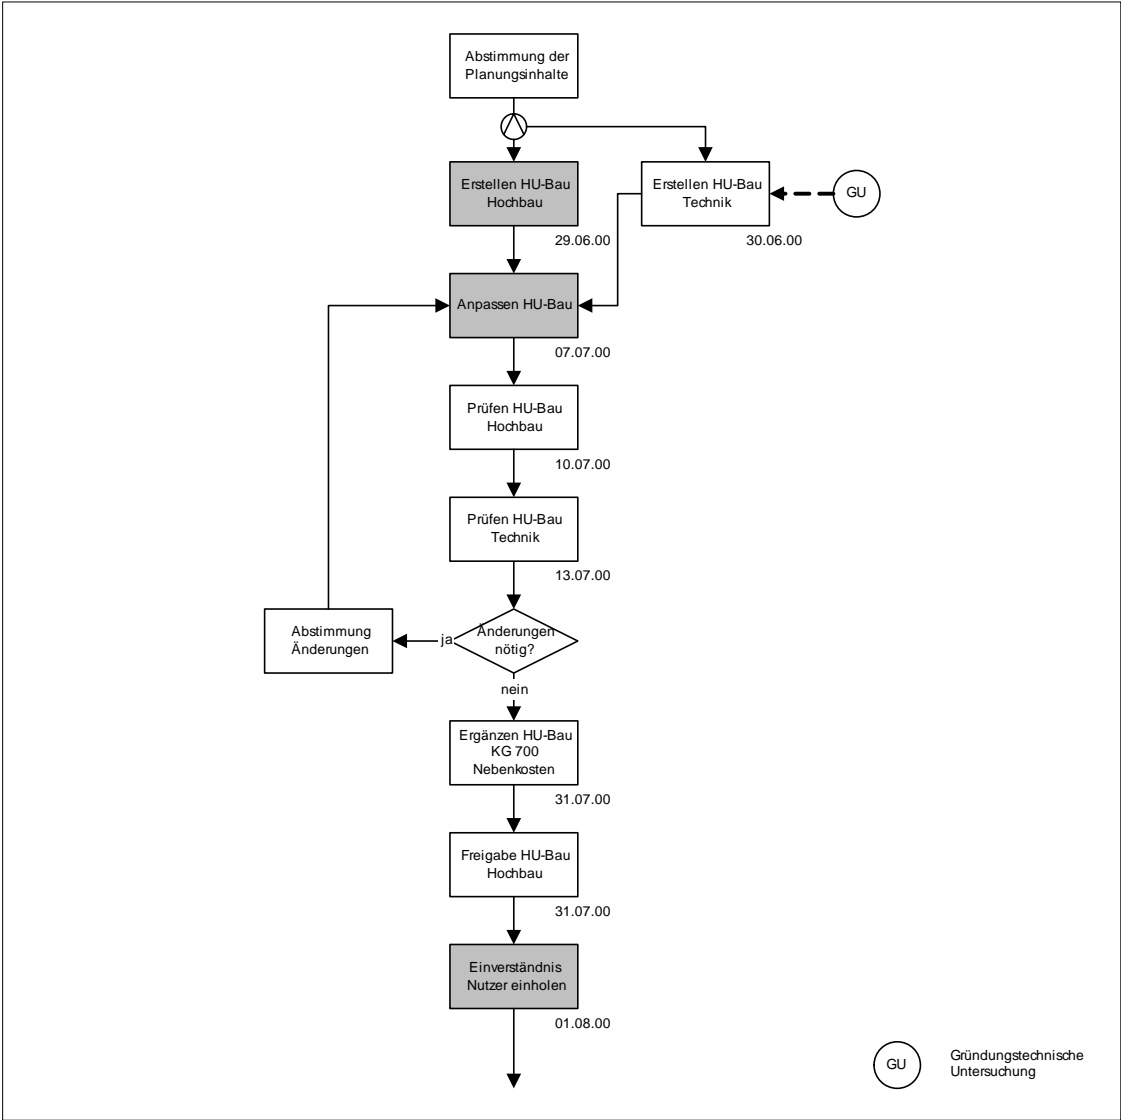 Abstimmung der
Planungsinhalte
Erstellen HU-Bau
Hochbau
29.06.00
Erstellen HU-Bau
Technik
30.06.00
GU
Anpassen HU-Bau
07.07.00
Prüfen HU-Bau
Hochbau
10.07.00
Prüfen HU-Bau
Technik
13.07.00
Abstimmung
Änderungen
ja
Änderungen
nötig?
nein
Ergänzen HU-Bau
KG 700
Nebenkosten
31.07.00
Freigabe HU-Bau
Hochbau
31.07.00
Einverständnis
Nutzer einholen
01.08.00
GU
Gründungstechnische
Untersuchung